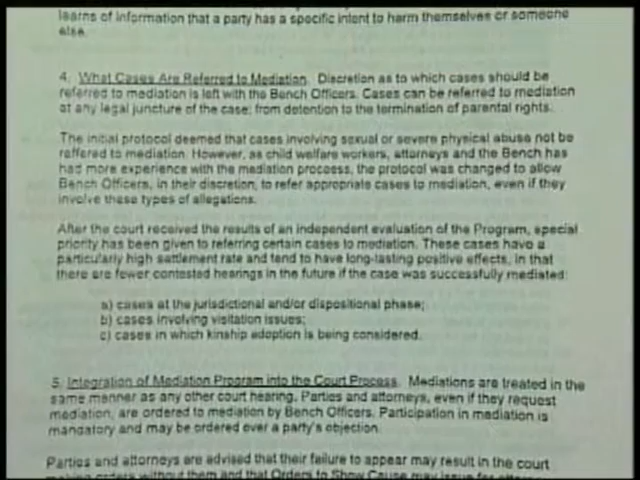 learns of information that a party has a specific intent to harm themselves or someone
else.
4. What Cases Are Referred to Mediation. Discretion as to which cases should be
referred to mediation is left with the Bench Officers. Cases can be referred to mediation
at any legal juncture of the case; from detention to the termination of parental rights.
The initial protocol deemed that cases involving sexual or severe physical abuse not be
referred to mediation. However, as child welfare workers, attorneys and the Bench has
had more experience with the mediation process, the protocol was changed to allow
Bench Officers, in their discretion, to refer appropriate cases to mediation, even if they
involve these types of allegations.
After the court received the results of an independent evaluation of the Program, special
priority has been given to referring certain cases to mediation. These cases have a
particularly high settlement rate and tend to have long-lasting positive effects, in that
there are fewer contested hearings in the future if the case was successfully mediated:
a) cases at the jurisdictional and/or dispositional phase;
b) cases involving visitation issues;
c) cases in which kinship adoption is being considered.
5. Integration of Mediation Program into the Court Process. Mediations are treated in the
same manner as any other court hearing. Parties and attorneys, even if they request
mediation, are ordered to mediation by Bench Officers. Participation in mediation is
mandatory and may be ordered over a party's objection.
Parties and attorneys are advised that their failure to appear may result in the court
making orders without them and that Orders to Show Cause may issue for